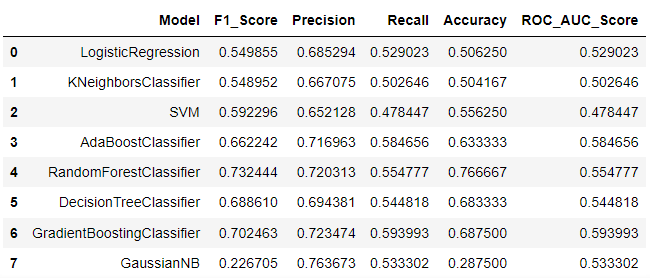 Model F1_Score Precision Recall Accuracy ROC_AUC_Score
0 LogisticRegression 0.549855 0.685294 0.529023 0.506250 0.529023
1 KNeighborsClassifier 0.548952 0.667075 0.502646 0.504167 0.502646
2 SVM 0.592296 0.652128 0.478447 0.556250 0.478447
3 AdaBoostClassifier 0.662242 0.716963 0.584656 0.633333 0.584656
4 RandomForestClassifier 0.732444 0.720313 0.554777 0.766667 0.554777
5 DecisionTreeClassifier 0.688610 0.694381 0.544818 0.683333 0.544818
6 GradientBoostingClassifier 0.702463 0.723474 0.593993 0.687500 0.593993
7 GaussianNB 0.226705 0.763673 0.533302 0.287500 0.533302